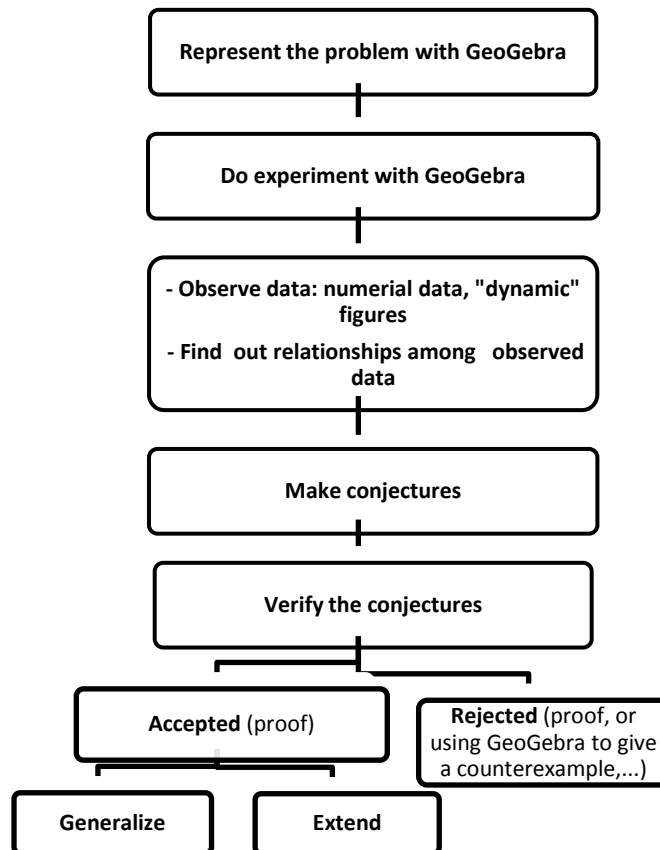 Represent the problem with GeoGebra
Do experiment with GeoGebra
- Observe data: numerial data, "dynamic"
figures
- Find out relationships among observed
data
Make conjectures
Verify the conjectures
Accepted (proof)
Rejected (proof, or
using GeoGebra to give
a counterexample,...)
Generalize
Extend